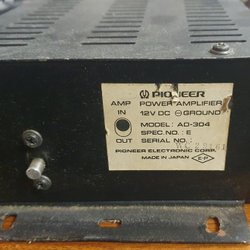 PIONEER
AMP POWER AMPLIFIER
IN 12V DC ⊖ GROUND
MODEL: AD-304
SPEC. NO.: E
OUT SERIAL NO.:
PIONEER ELECTRONIC CORP.
MADE IN JAPAN E-P